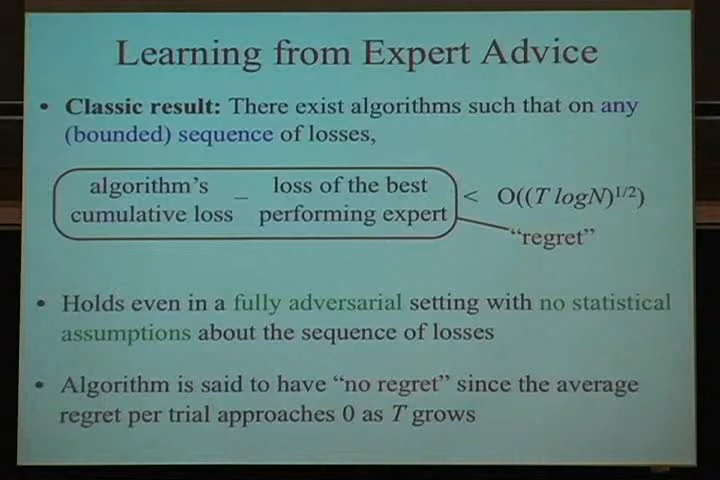 Learning from Expert Advice
• Classic result: There exist algorithms such that on any
(bounded) sequence of losses,
algorithm's
cumulative loss
–
loss of the best
performing expert
< O((T logN)^1/2)
"regret"
• Holds even in a fully adversarial setting with no statistical
assumptions about the sequence of losses
• Algorithm is said to have "no regret" since the average
regret per trial approaches 0 as T grows